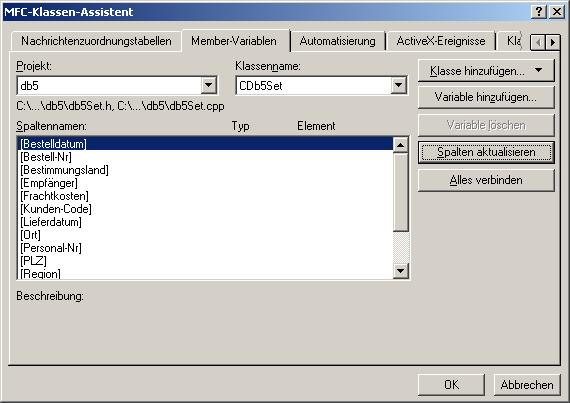 MFC-Klassen-Assistent
Nachrichtenzuordnungstabellen Member-Variablen Automatisierung ActiveX-Ereignisse Kla
Projekt: Klassenname:
db5 CDb5Set
C:\...\db5\db5Set.h, C:\...\db5\db5Set.cpp
Klasse hinzufügen...
Variable hinzufügen...
Variable löschen
Spalten aktualisieren
Alles verbinden
Spaltennamen: Typ Element
[Bestelldatum]
[Bestell-Nr]
[Bestimmungsland]
[Empfänger]
[Frachtkosten]
[Kunden-Code]
[Lieferdatum]
[Ort]
[Personal-Nr]
[PLZ]
[Region]
Beschreibung:
OK Abbrechen